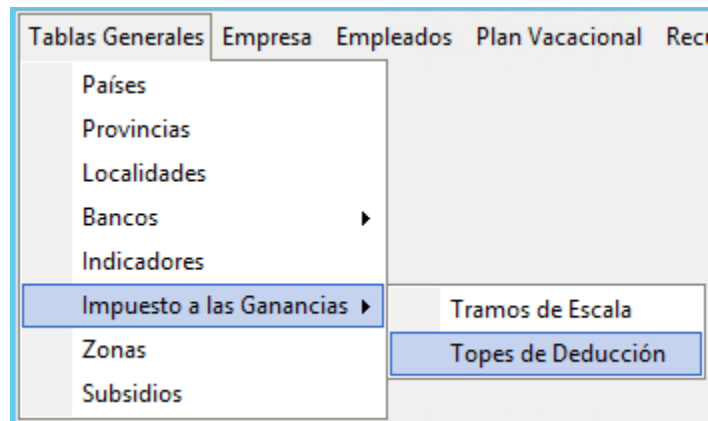 Tablas Generales Empresa Empleados Plan Vacacional
Países
Provincias
Localidades
Bancos
Indicadores
Impuesto a las Ganancias
Tramos de Escala
Topes de Deducción
Zonas
Subsidios